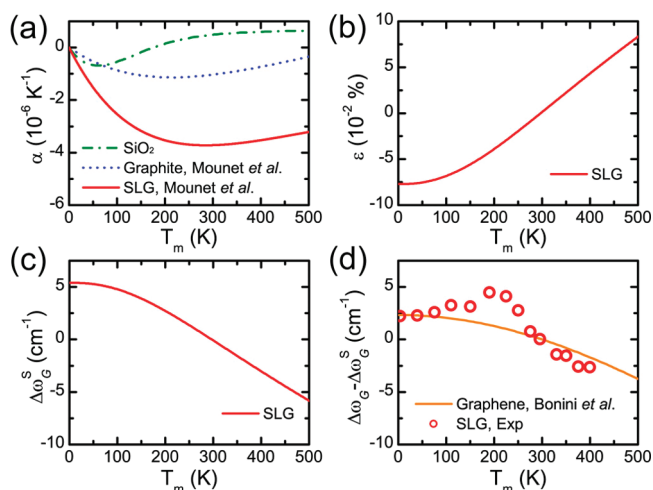 (a)
0
-2
-4
-6
α (10⁻⁶ K⁻¹)
SiO₂
Graphite, Mounet et al.
SLG, Mounet et al.
0 100 200 300 400 500
Tₘ (K)
(b)
10
5
0
-5
-10
ε (10⁻² %)
SLG
0 100 200 300 400 500
Tₘ (K)
(c)
5
0
-5
-10
Δω_G^S (cm⁻¹)
SLG
0 100 200 300 400 500
Tₘ (K)
(d)
5
0
-5
-10
Δω_G-Δω_G^S (cm⁻¹)
Graphene, Bonini et al.
SLG, Exp
0 100 200 300 400 500
Tₘ (K)